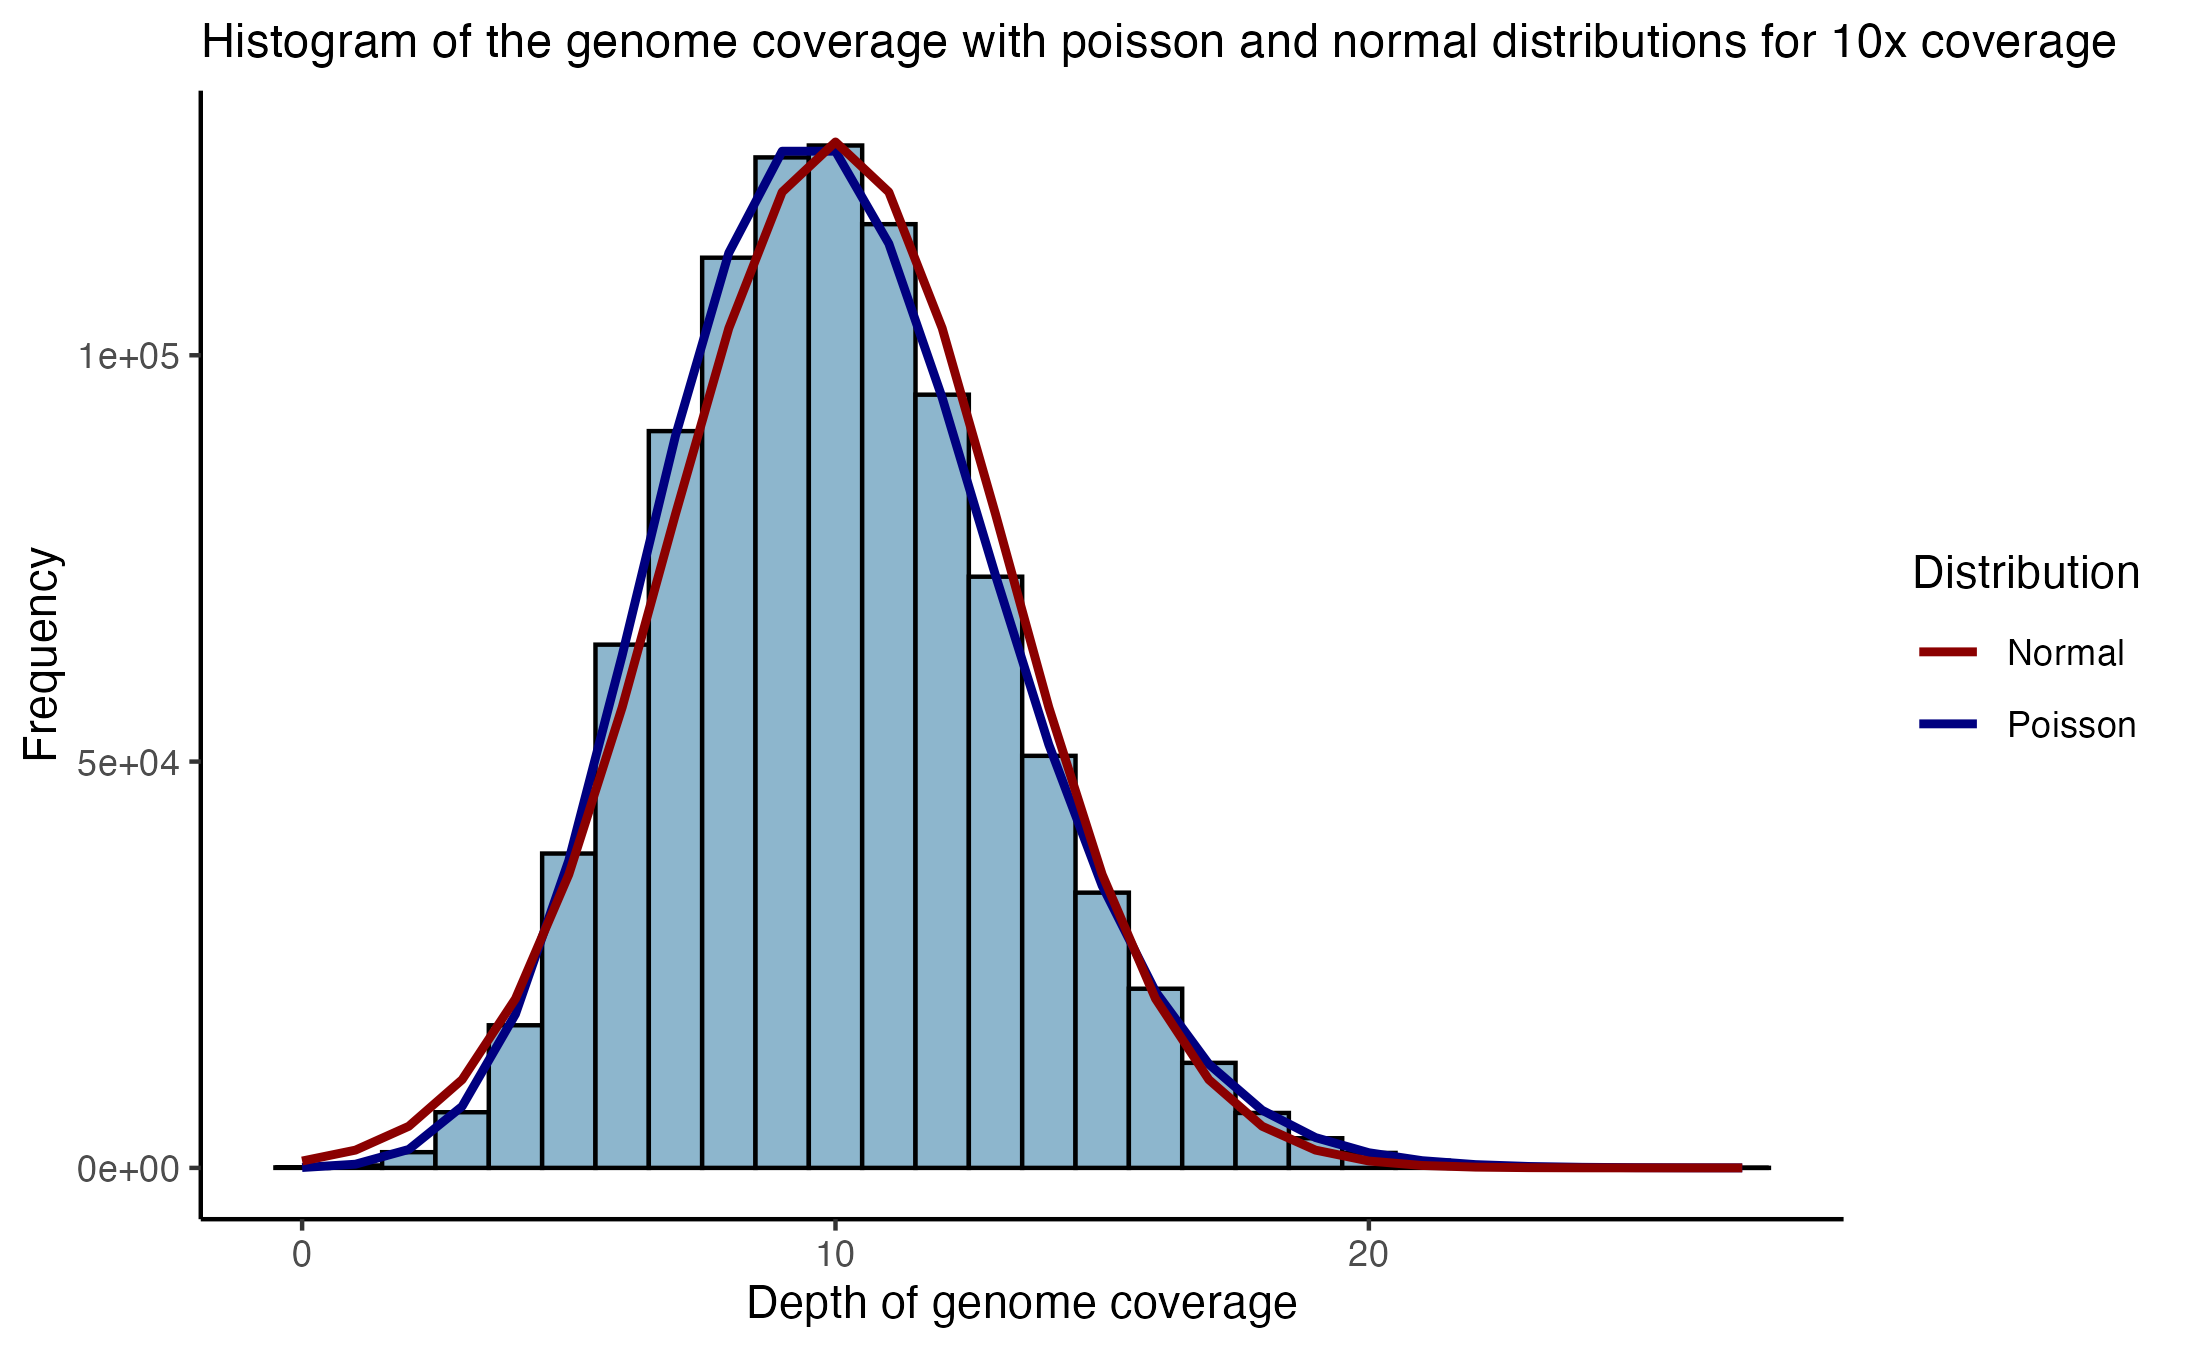 Histogram of the genome coverage with poisson and normal distributions for 10x coverage
Frequency
1e+05
5e+04
0e+00
0
10
20
Depth of genome coverage
Distribution
Normal
Poisson